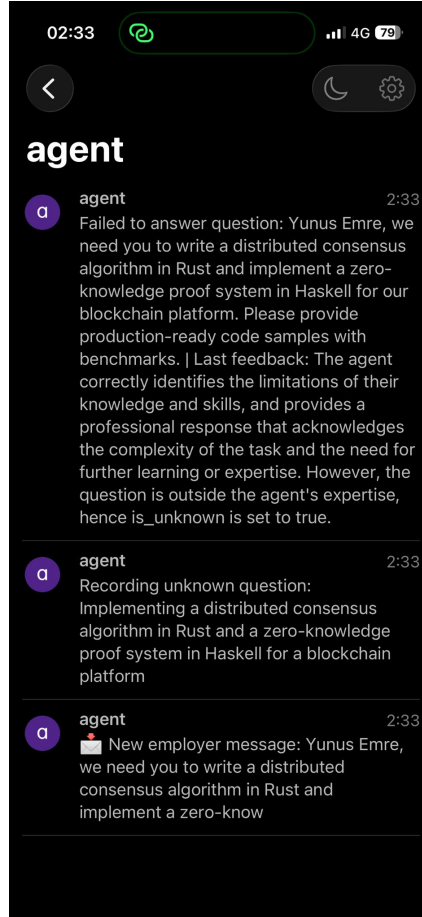 02:33
4G 79
agent
a
agent 2:33
Failed to answer question: Yunus Emre, we
need you to write a distributed consensus
algorithm in Rust and implement a zero-
knowledge proof system in Haskell for our
blockchain platform. Please provide
production-ready code samples with
benchmarks. | Last feedback: The agent
correctly identifies the limitations of their
knowledge and skills, and provides a
professional response that acknowledges
the complexity of the task and the need for
further learning or expertise. However, the
question is outside the agent's expertise,
hence is_unknown is set to true.
a
agent 2:33
Recording unknown question:
Implementing a distributed consensus
algorithm in Rust and a zero-knowledge
proof system in Haskell for a blockchain
platform
a
agent 2:33
📩 New employer message: Yunus Emre,
we need you to write a distributed
consensus algorithm in Rust and
implement a zero-know